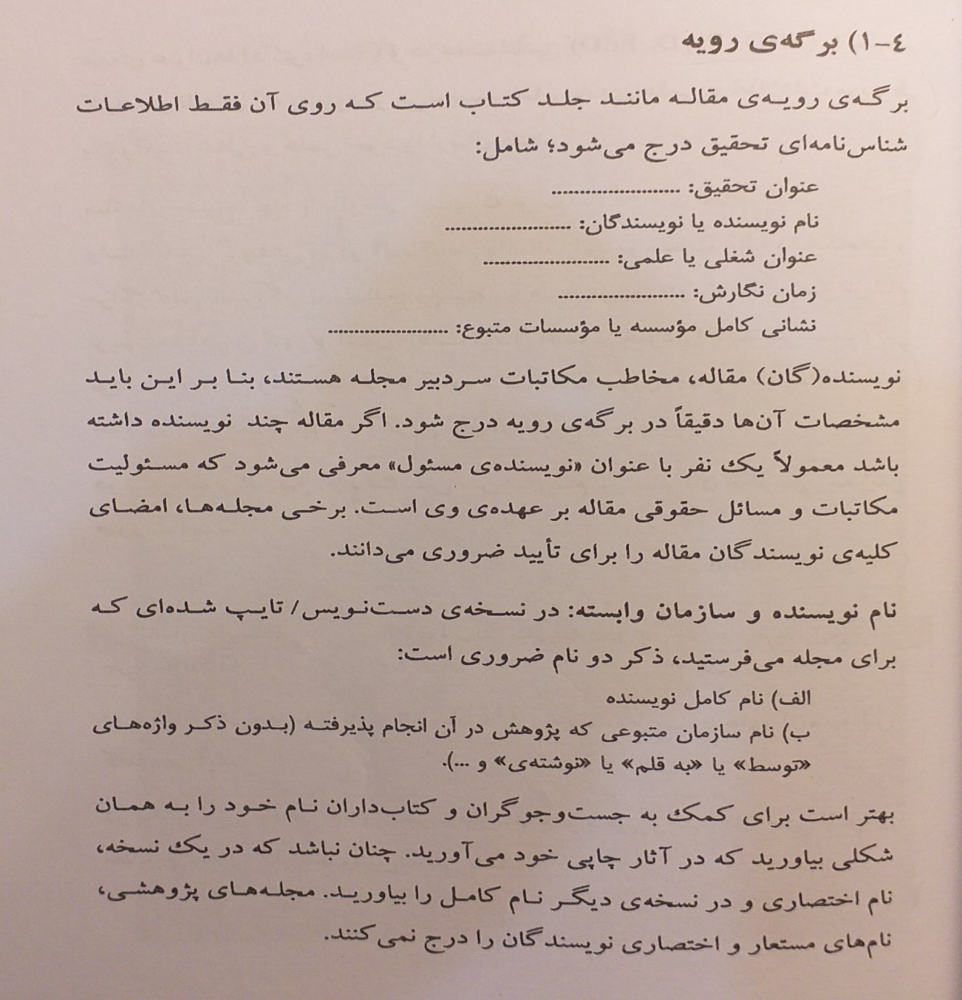 ۴-۱) برگه‌ی رویه
برگه‌ی رویه‌ی مقاله مانند جلد کتاب است که روی آن فقط اطلاعات
شناس‌نامه‌ای تحقیق درج می‌شود؛ شامل:
عنوان تحقیق: .......................
نام نویسنده یا نویسندگان: .......................
عنوان شغلی یا علمی: .......................
زمان نگارش: .......................
نشانی کامل مؤسسه یا مؤسسات متبوع: .......................
نویسنده(گان) مقاله، مخاطب مکاتبات سردبیر مجله هستند، بنا بر این باید
مشخصات آن‌ها دقیقاً در برگه‌ی رویه درج شود. اگر مقاله چند نویسنده داشته
باشد معمولاً یک نفر با عنوان «نویسنده‌ی مسئول» معرفی می‌شود که مسئولیت
مکاتبات و مسائل حقوقی مقاله بر عهده‌ی وی است. برخی مجله‌ها، امضای
کلیه‌ی نویسندگان مقاله را برای تأیید ضروری می‌دانند.
نام نویسنده و سازمان وابسته: در نسخه‌ی دست‌نویس/ تایپ شده‌ای که
برای مجله می‌فرستید، ذکر دو نام ضروری است:
الف) نام کامل نویسنده
ب) نام سازمان متبوعی که پژوهش در آن انجام پذیرفته (بدون ذکر واژه‌های
«توسط» یا «به قلم» یا «نوشته‌ی» و ...).
بهتر است برای کمک به جست‌وجوگران و کتاب‌داران نام خود را به همان
شکلی بیاورید که در آثار چاپی خود می‌آورید. چنان نباشد که در یک نسخه،
نام اختصاری و در نسخه‌ی دیگر نام کامل را بیاورید. مجله‌های پژوهشی،
نام‌های مستعار و اختصاری نویسندگان را درج نمی‌کنند.